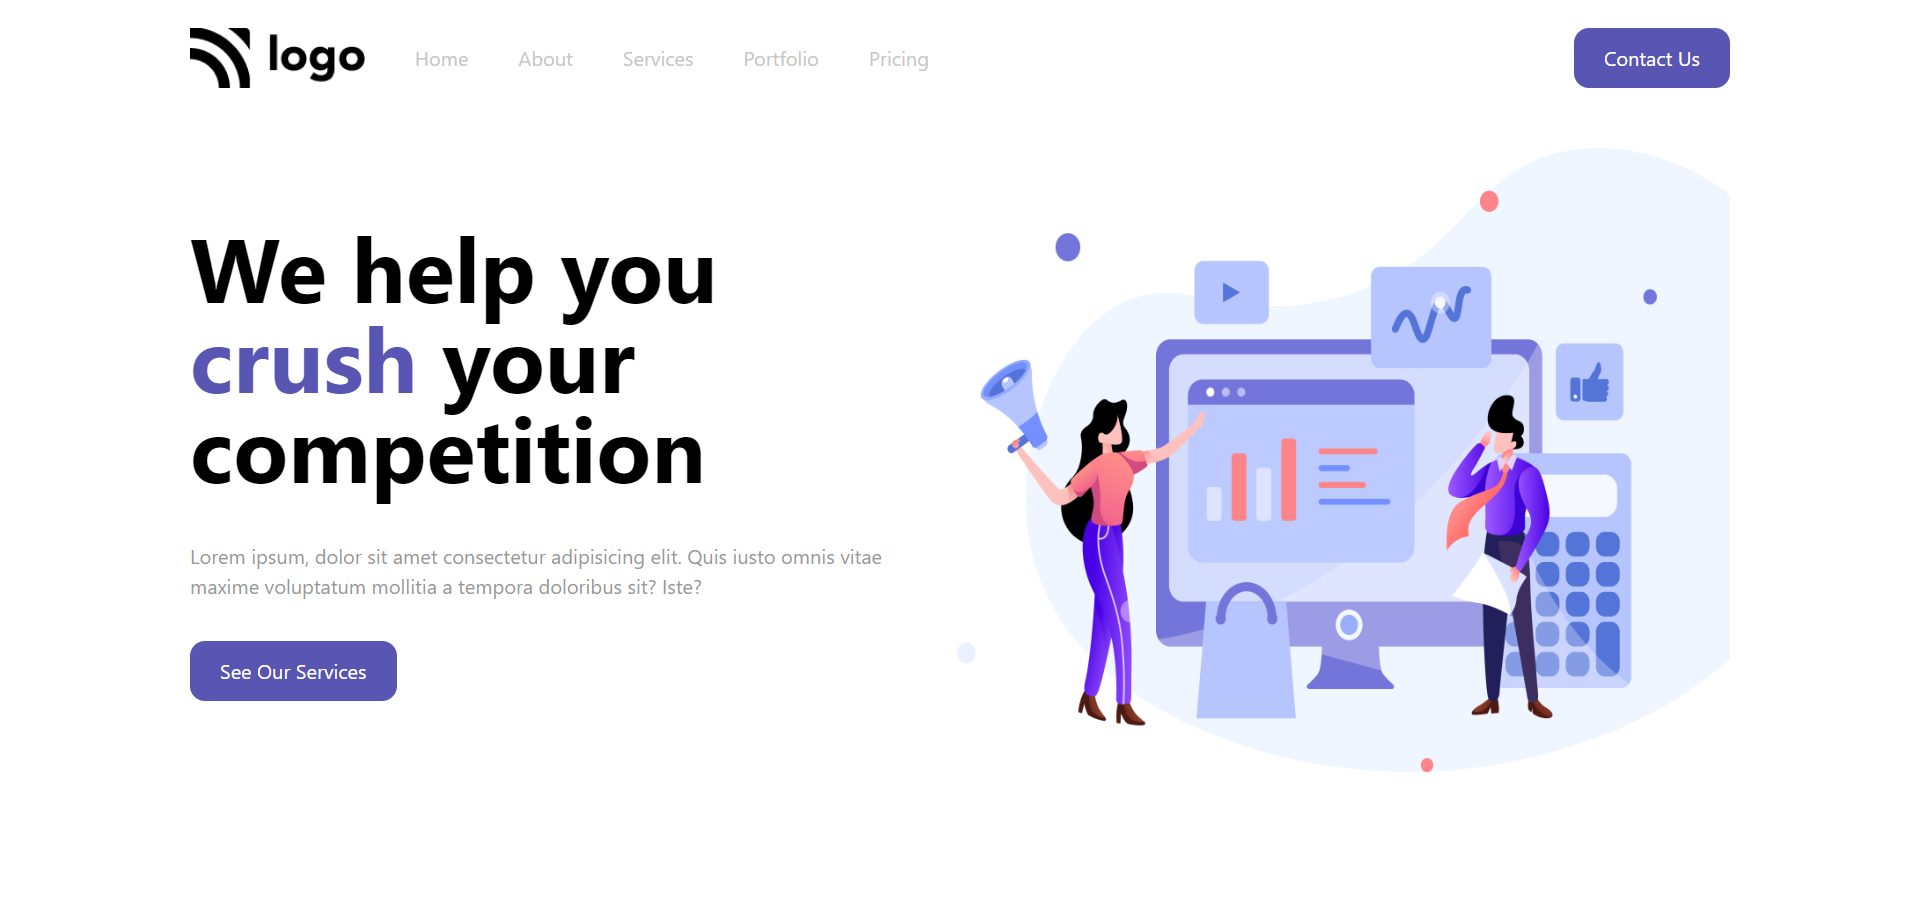 logo
Home
About
Services
Portfolio
Pricing
Contact Us
We help you
crush your
competition
Lorem ipsum, dolor sit amet consectetur adipisicing elit. Quis iusto omnis vitae
maxime voluptatum mollitia a tempora doloribus sit? Iste?
See Our Services